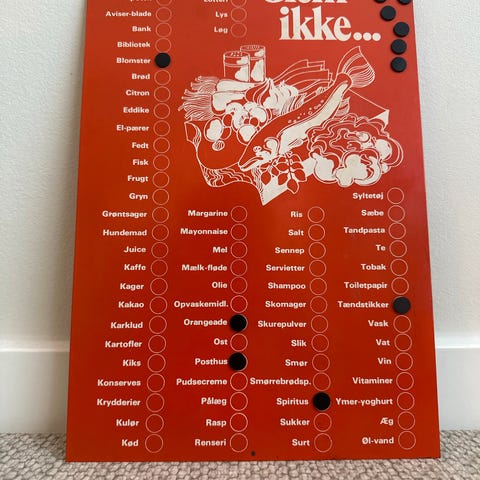 ikke...
Aviser-blade
Bank
Bibliotek
Blomster
Brød
Citron
Eddike
El-pærer
Fedt
Fisk
Frugt
Gryn
Grøntsager
Hundemad
Juice
Kaffe
Kager
Kakao
Karklud
Kartofler
Kiks
Konserves
Krydderier
Kulør
Kød
Lys
Løg
Margarine
Mayonnaise
Mel
Mælk-fløde
Olie
Opvaskemidl.
Orangeade
Ost
Posthus
Pudsecreme
Pålæg
Rasp
Renseri
Ris
Salt
Sennep
Servietter
Shampoo
Skomager
Skurepulver
Slik
Smør
Smørrebrødsp.
Spiritus
Sukker
Surt
Syltetøj
Sæbe
Tandpasta
Te
Tobak
Toiletpapir
Tændstikker
Vask
Vat
Vin
Vitaminer
Ymer-yoghurt
Æg
Øl-vand